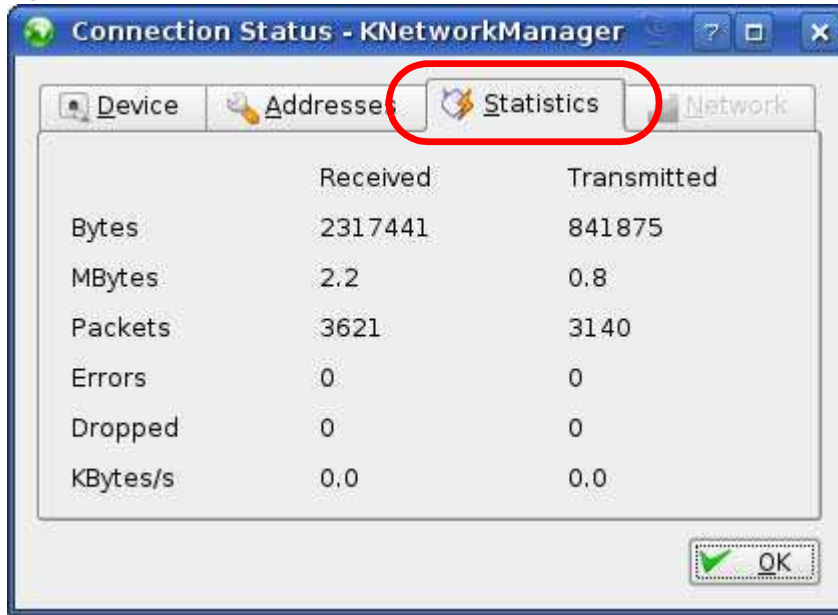 Connection Status - KNetworkManager
Device Addresses Statistics Network
Received Transmitted
Bytes 2317441 841875
MBytes 2.2 0.8
Packets 3621 3140
Errors 0 0
Dropped 0 0
KBytes/s 0.0 0.0
OK